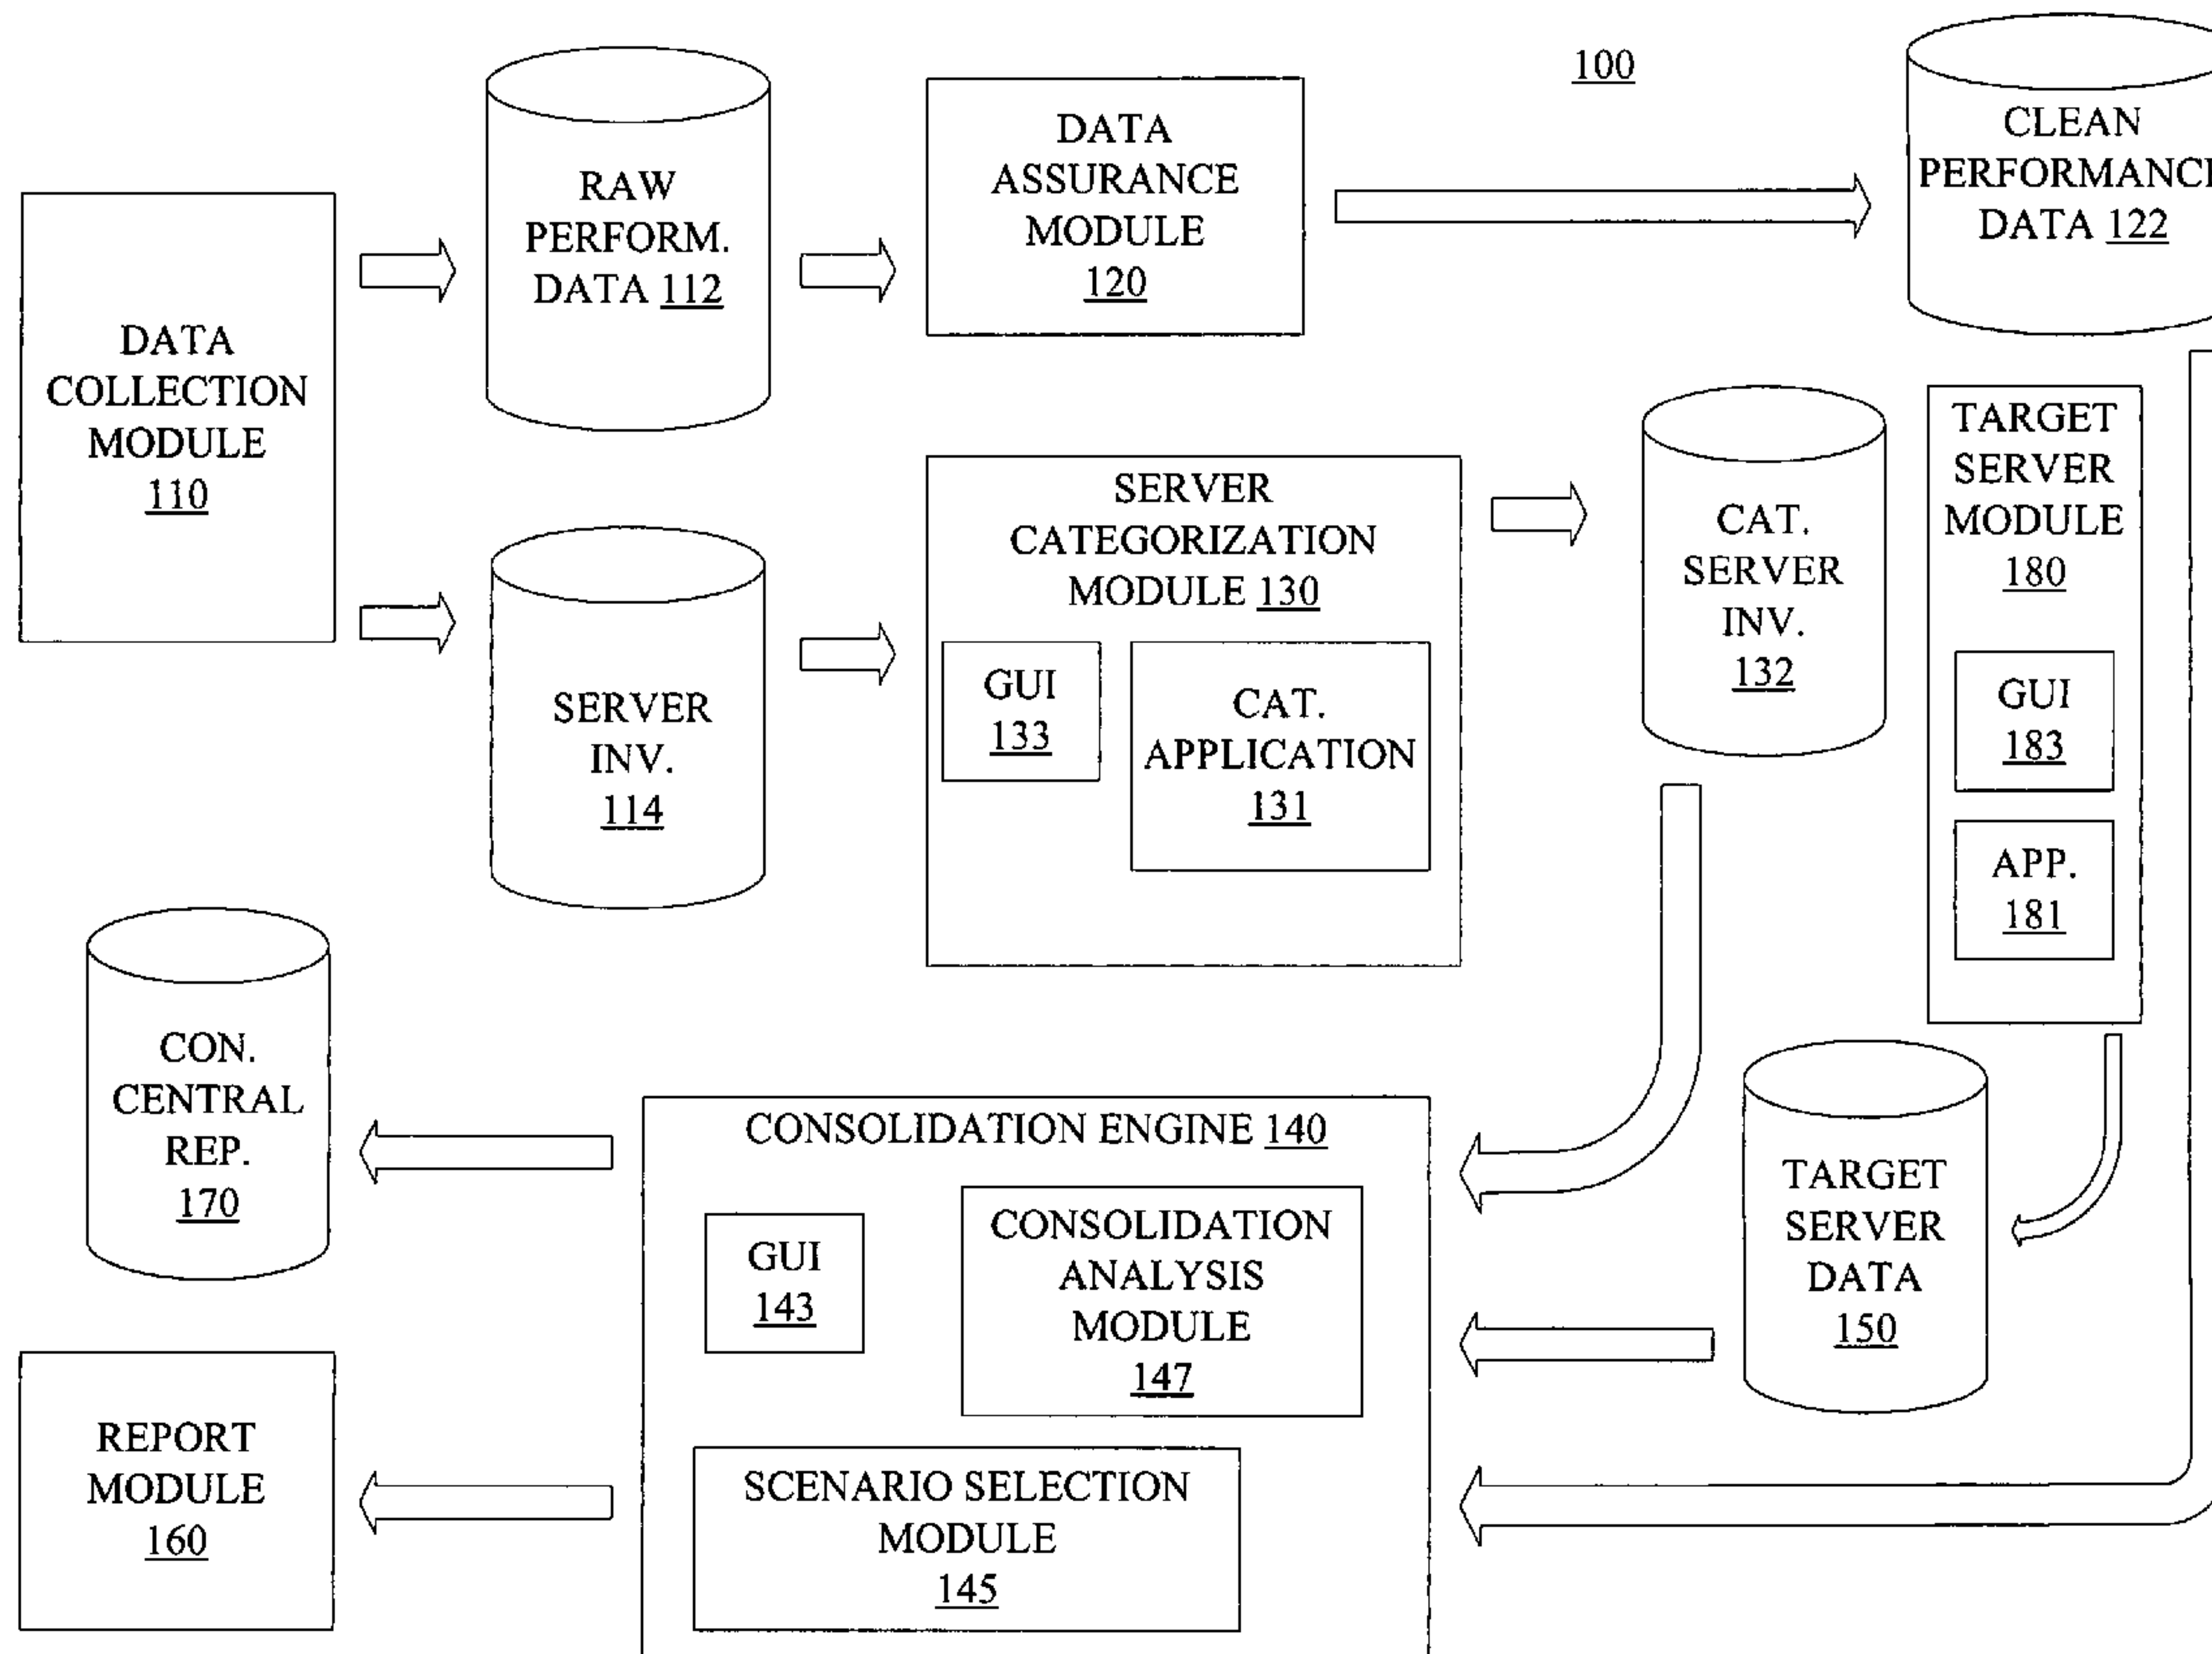 100
DATA
COLLECTION
MODULE
110
RAW
PERFORM.
DATA 112
DATA
ASSURANCE
MODULE
120
CLEAN
PERFORMANCE
DATA 122
SERVER
INV.
114
SERVER
CATEGORIZATION
MODULE 130
GUI
133
CAT.
APPLICATION
131
CAT.
SERVER
INV.
132
TARGET
SERVER
MODULE
180
GUI
183
APP.
181
CON.
CENTRAL
REP.
170
CONSOLIDATION ENGINE 140
GUI
143
CONSOLIDATION
ANALYSIS
MODULE
147
SCENARIO SELECTION
MODULE
145
TARGET
SERVER
DATA
150
REPORT
MODULE
160